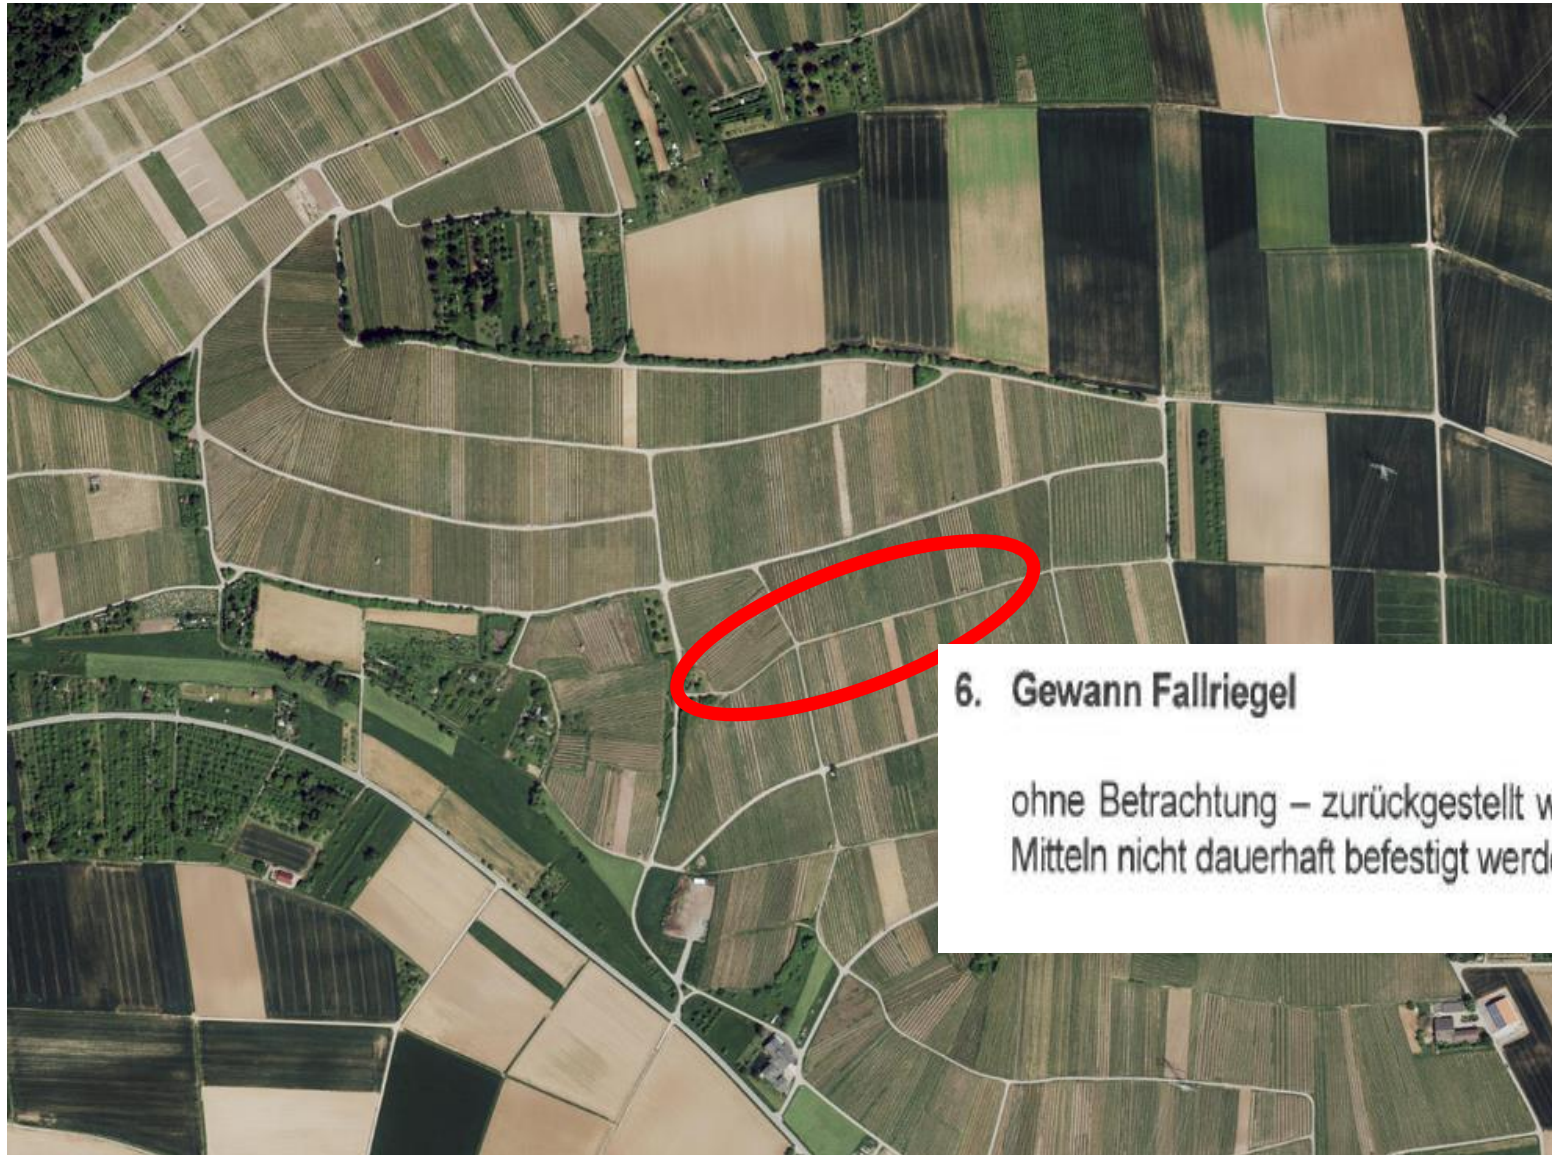 6. Gewann Fallriegel
ohne Betrachtung – zurückgestellt
Mitteln nicht dauerhaft befestigt